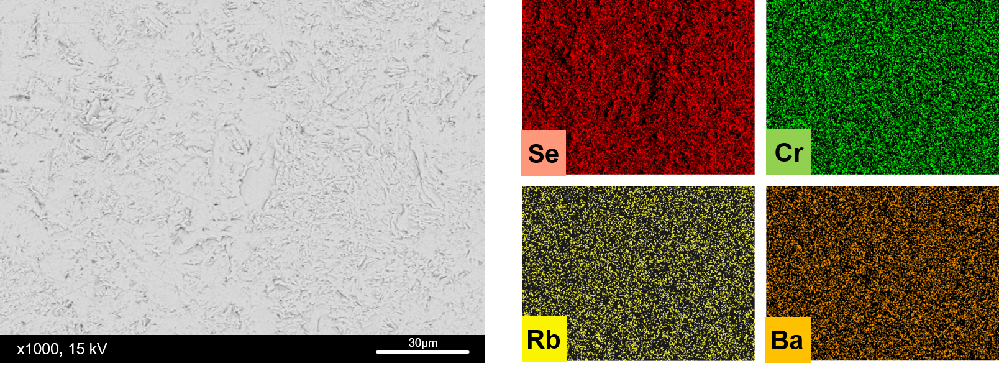 Se
Cr
Rb
Ba
x1000, 15 kV
30µm